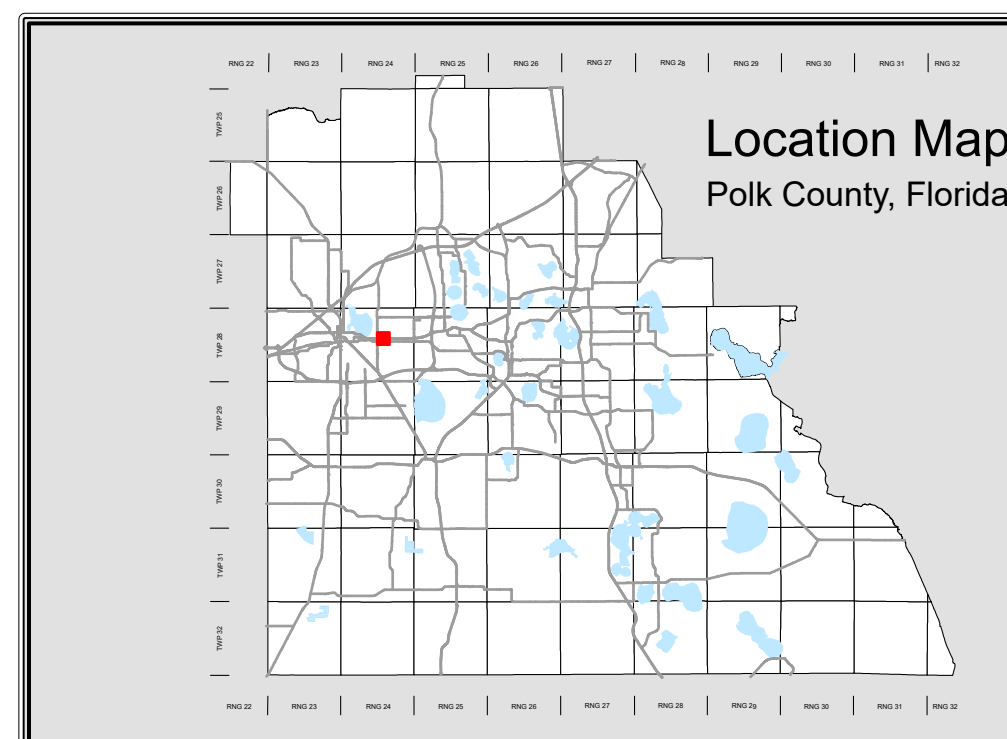 RNG 22 RNG 23 RNG 24 RNG 25 RNG 26 RNG 27 RNG 28 RNG 29 RNG 30 RNG 31 RNG 32
Location Map
Polk County, Florida
TWP 25
TWP 26
TWP 27
TWP 28
TWP 29
TWP 30
TWP 31
TWP 32
RNG 22 RNG 23 RNG 24 RNG 25 RNG 26 RNG 27 RNG 28 RNG 29 RNG 30 RNG 31 RNG 32